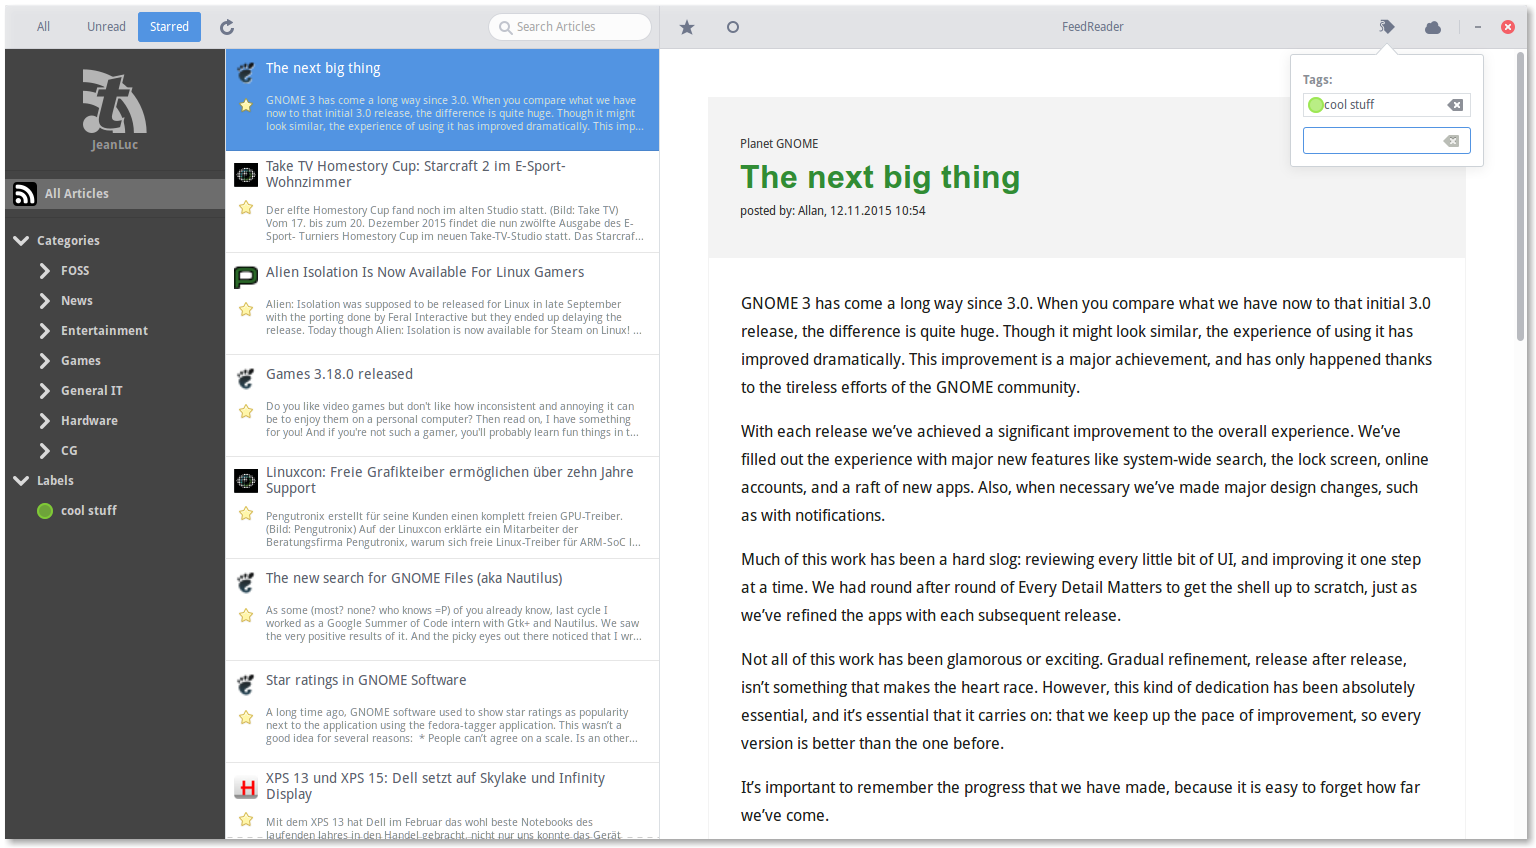 All Unread Starred Search Articles FeedReader
JeanLuc
All Articles
Categories
FOSS
News
Entertainment
Games
General IT
Hardware
CG
Labels
cool stuff
The next big thing
GNOME 3 has come a long way since 3.0. When you compare what we have
now to that initial 3.0 release, the difference is quite huge. Though it might
look similar, the experience of using it has improved dramatically. This imp...
Take TV Homestory Cup: Starcraft 2 im E-Sport-
Wohnzimmer
Der elfte Homestory Cup fand noch im alten Studio statt. (Bild: Take TV)
Vom 17. bis zum 20. Dezember 2015 findet die nun zwölfte Ausgabe des E-
Sport- Turniers Homestory Cup im neuen Take-TV-Studio statt. Das Starcraf...
Alien Isolation Is Now Available For Linux Gamers
Alien: Isolation was supposed to be released for Linux in late September
with the porting done by Feral Interactive but they ended up delaying the
release. Today though Alien: Isolation is now available for Steam on Linux! ...
Games 3.18.0 released
Do you like video games but don't like how inconsistent and annoying it can
be to enjoy them on a personal computer? Then read on, I have something
for you! And if you're not such a gamer, you'll probably learn fun things in t...
Linuxcon: Freie Grafikteiber ermöglichen über zehn Jahre
Support
Pengutronix erstellt für seine Kunden einen komplett freien GPU-Treiber.
(Bild: Pengutronix) Auf der Linuxcon erklärte ein Mitarbeiter der
Beratungsfirma Pengutronix, warum sich freie Linux-Treiber für ARM-SoC l...
The new search for GNOME Files (aka Nautilus)
As some (most? none? who knows =P) of you already know, last cycle I
worked as a Google Summer of Code intern with Gtk+ and Nautilus. We saw
the very positive results of it. And the picky eyes out there noticed that I wr...
Star ratings in GNOME Software
A long time ago, GNOME software used to show star ratings as popularity
next to the application using the fedora-tagger application. This wasn't a
good idea for several reasons: * People can't agree on a scale. Is an other...
XPS 13 und XPS 15: Dell setzt auf Skylake und Infinity
Display
Mit dem XPS 13 hat Dell im Februar das wohl beste Notebooks des
laufenden Jahres in den Handel gebracht, nicht nur uns konnte das Gerät
Tags:
cool stuff
Planet GNOME
The next big thing
posted by: Allan, 12.11.2015 10:54
GNOME 3 has come a long way since 3.0. When you compare what we have now to that initial 3.0
release, the difference is quite huge. Though it might look similar, the experience of using it has
improved dramatically. This improvement is a major achievement, and has only happened thanks
to the tireless efforts of the GNOME community.
With each release we've achieved a significant improvement to the overall experience. We've
filled out the experience with major new features like system-wide search, the lock screen, online
accounts, and a raft of new apps. Also, when necessary we've made major design changes, such
as with notifications.
Much of this work has been a hard slog: reviewing every little bit of UI, and improving it one step
at a time. We had round after round of Every Detail Matters to get the shell up to scratch, just as
we've refined the apps with each subsequent release.
Not all of this work has been glamorous or exciting. Gradual refinement, release after release,
isn't something that makes the heart race. However, this kind of dedication has been absolutely
essential, and it's essential that it carries on: that we keep up the pace of improvement, so every
version is better than the one before.
It's important to remember the progress that we have made, because it is easy to forget how far
we've come.